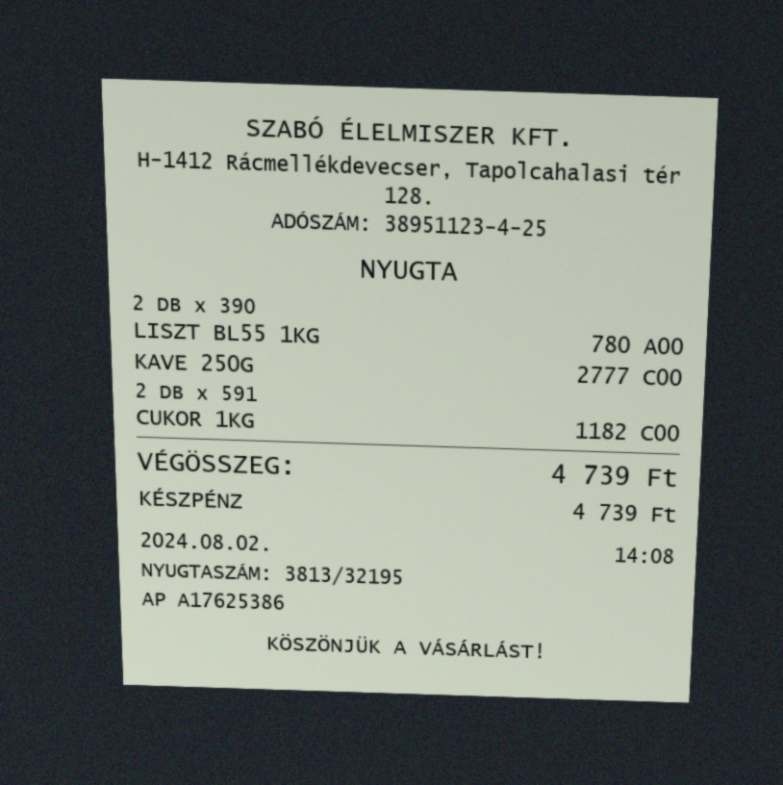 SZABÓ ÉLELMISZER KFT.
H-1412 Rácmellékdevecser, Tapolcahalasi tér
128.
ADÓSZÁM: 38951123-4-25
NYUGTA
2 DB x 390
LISZT BL55 1KG 780 A00
KAVE 250G 2777 C00
2 DB x 591
CUKOR 1KG 1182 C00
VÉGÖSSZEG: 4 739 Ft
KÉSZPÉNZ 4 739 Ft
2024.08.02. 14:08
NYUGTASZÁM: 3813/32195
AP A17625386
KÖSZÖNJÜK A VÁSÁRLÁST!